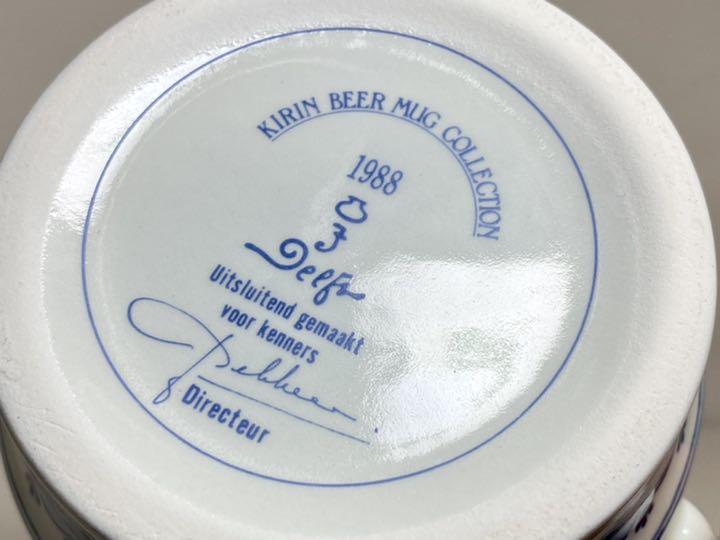 KIRIN BEER MUG COLLECTION
1988
Delft
Uitsluitend gemaakt
voor kenners
Directeur